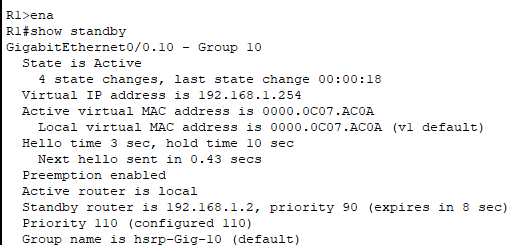 R1>ena
R1#show standby
GigabitEthernet0/0.10 - Group 10
State is Active
4 state changes, last state change 00:00:18
Virtual IP address is 192.168.1.254
Active virtual MAC address is 0000.0C07.AC0A
Local virtual MAC address is 0000.0C07.AC0A (v1 default)
Hello time 3 sec, hold time 10 sec
Next hello sent in 0.43 secs
Preemption enabled
Active router is local
Standby router is 192.168.1.2, priority 90 (expires in 8 sec)
Priority 110 (configured 110)
Group name is hsrp-Gig-10 (default)